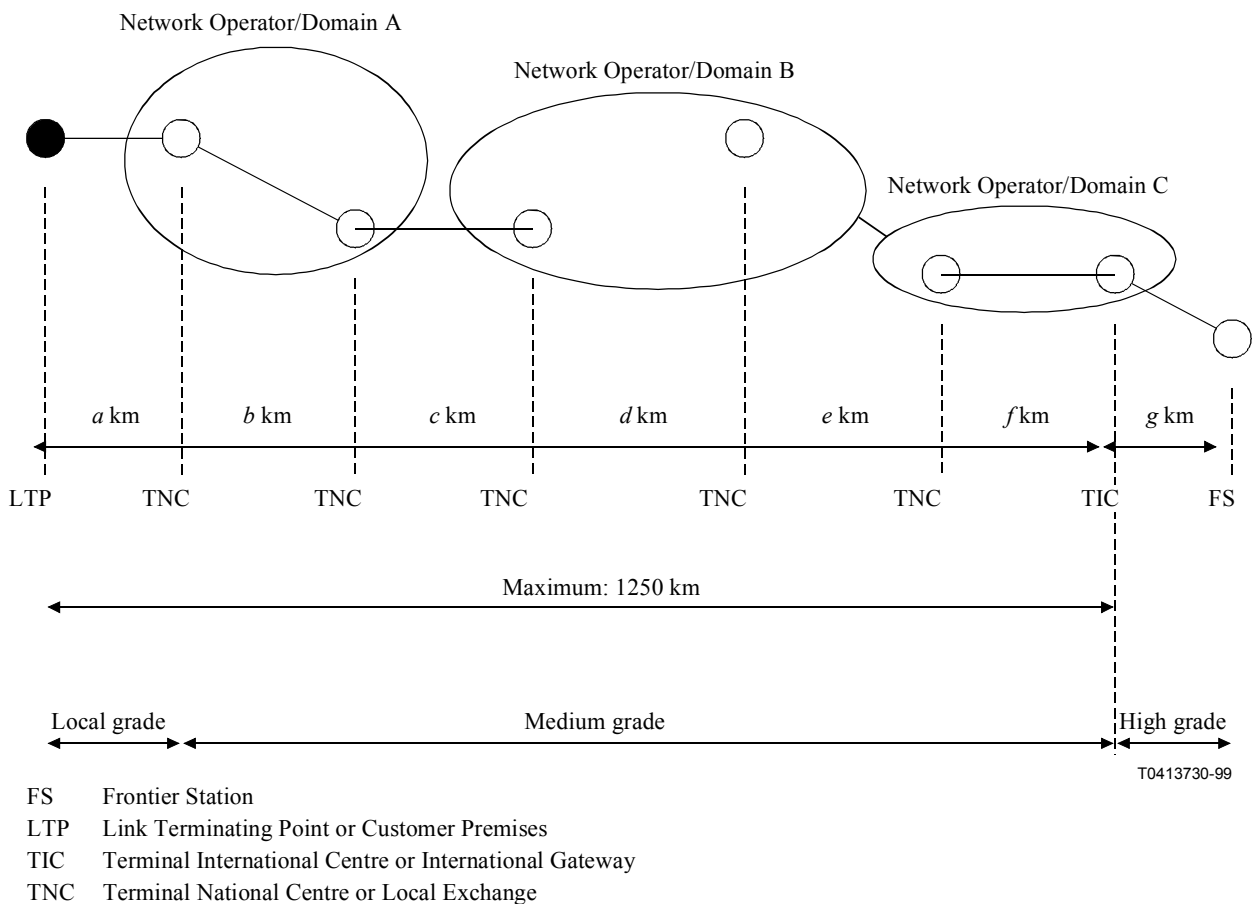 Network Operator/Domain A
Network Operator/Domain B
Network Operator/Domain C
a km
b km
c km
d km
e km
f km
g km
LTP
TNC
TNC
TNC
TNC
TNC
TIC
FS
Maximum: 1250 km
Local grade
Medium grade
High grade
T0413730-99
FS Frontier Station
LTP Link Terminating Point or Customer Premises
TIC Terminal International Centre or International Gateway
TNC Terminal National Centre or Local Exchange